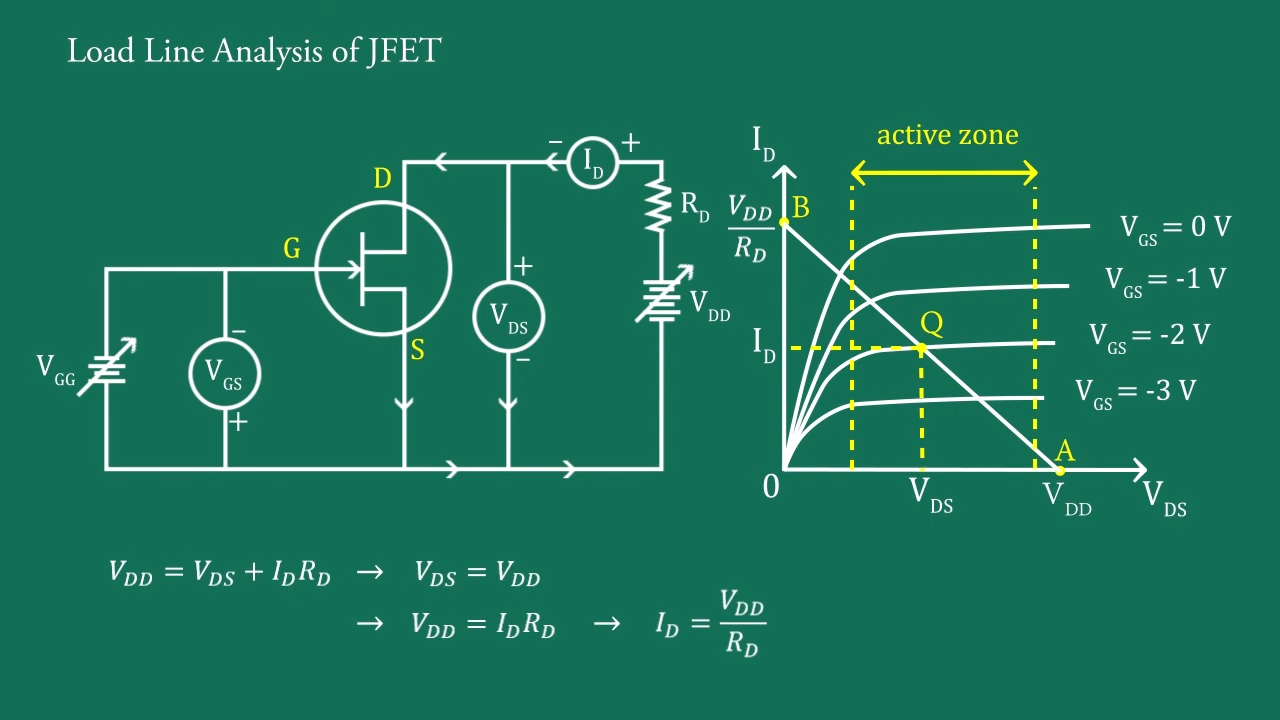 Load Line Analysis of JFET
V_GG
V_GS
-
+
G
D
S
V_DS
+
-
- I_D +
R_D
V_DD
I_D
active zone
V_DD/R_D
B
V_GS = 0 V
V_GS = -1 V
V_GS = -2 V
V_GS = -3 V
I_D
Q
A
0
V_DS
V_DD
V_DS
V_DD = V_DS + I_D R_D → V_DS = V_DD
→ V_DD = I_D R_D → I_D = V_DD/R_D